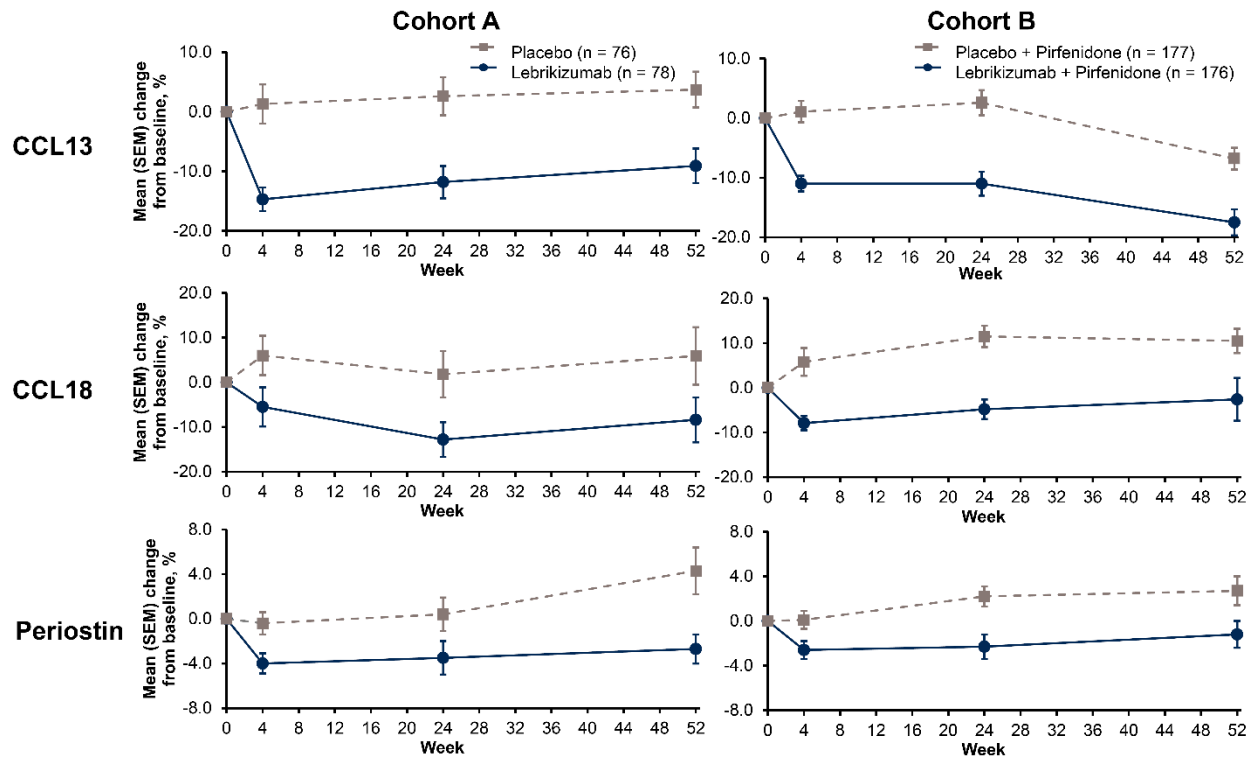 Cohort A
Cohort B
Placebo (n = 76)
Lebrikizumab (n = 78)
Placebo + Pirfenidone (n = 177)
Lebrikizumab + Pirfenidone (n = 176)
CCL13
Mean (SEM) change
from baseline, %
10.0
0.0
-10.0
-20.0
0 4 8 12 16 20 24 28 32 36 40 44 48 52
Week
10.0
0.0
-10.0
-20.0
0 4 8 12 16 20 24 28 32 36 40 44 48 52
Week
CCL18
Mean (SEM) change
from baseline, %
20.0
10.0
0.0
-10.0
-20.0
0 4 8 12 16 20 24 28 32 36 40 44 48 52
Week
20.0
10.0
0.0
-10.0
-20.0
0 4 8 12 16 20 24 28 32 36 40 44 48 52
Week
Periostin
Mean (SEM) change
from baseline, %
8.0
4.0
0.0
-4.0
-8.0
0 4 8 12 16 20 24 28 32 36 40 44 48 52
Week
8.0
4.0
0.0
-4.0
-8.0
0 4 8 12 16 20 24 28 32 36 40 44 48 52
Week